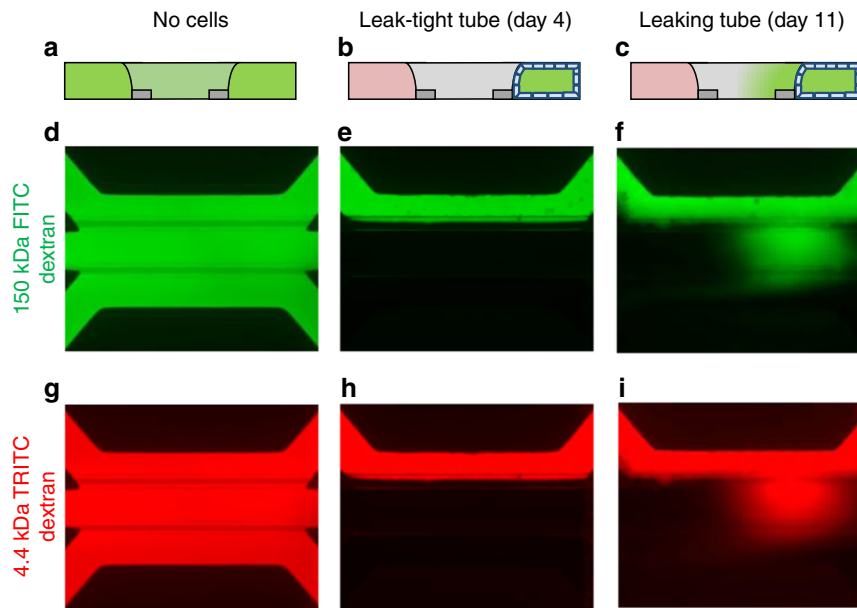 No cells
Leak-tight tube (day 4)
Leaking tube (day 11)
a
b
c
d
e
f
150 kDa FITC
dextran
g
h
i
4.4 kDa TRITC
dextran